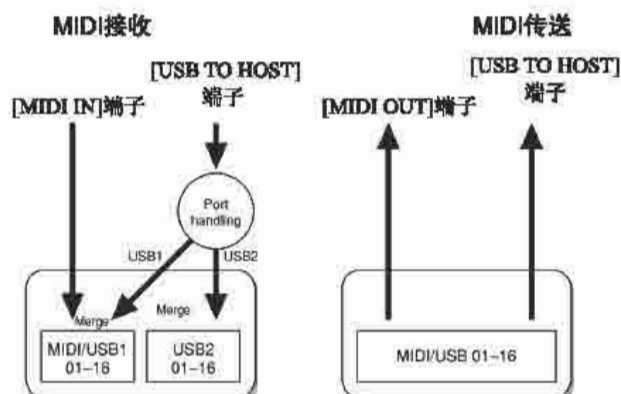 MIDI接收
[USB TO HOST]
端子
[MIDI IN]端子
Port
handling
USB1
USB2
Merge
Merge
MIDI/USB1
01–16
USB2
01–16
MIDI传送
[USB TO HOST]
端子
[MIDI OUT]端子
MIDI/USB 01–16